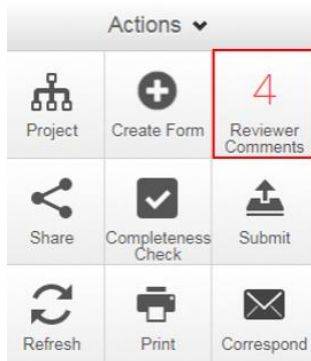 Actions
4
Project
Create Form
Reviewer
Comments
Share
Completeness
Check
Submit
Refresh
Print
Correspond